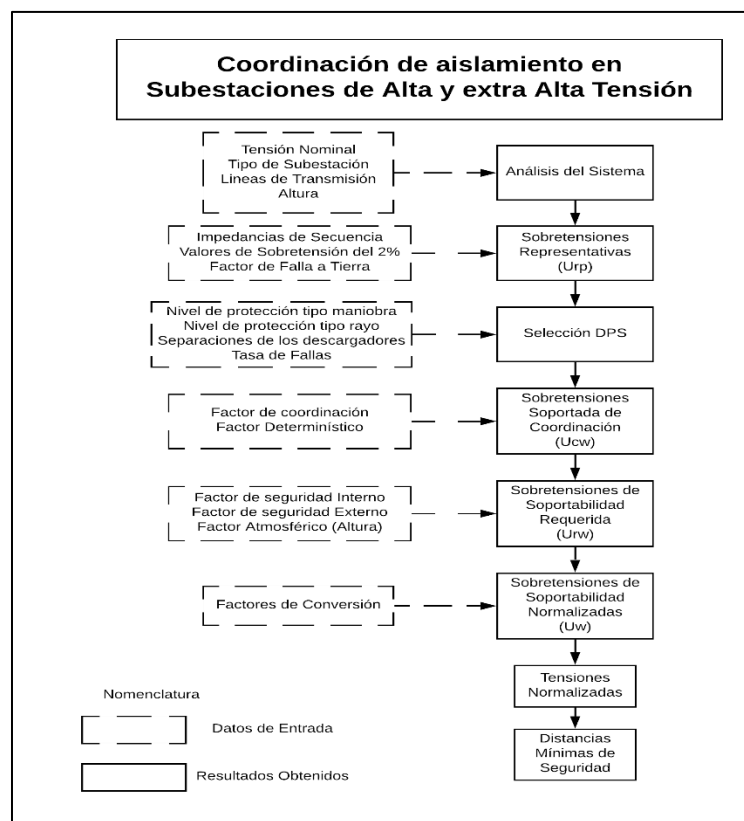 Coordinación de aislamiento en
Subestaciones de Alta y extra Alta Tensión
Tensión Nominal
Tipo de Subestación
Lineas de Transmisión
Altura
Análisis del Sistema
Impedancias de Secuencia
Valores de Sobretensión del 2%
Factor de Falla a Tierra
Sobretensiones
Representativas
(Urp)
Nivel de protección tipo maniobra
Nivel de protección tipo rayo
Separaciones de los descargadores
Tasa de Fallas
Selección DPS
Factor de coordinación
Factor Determinístico
Sobretensiones
Soportada de
Coordinación
(Ucw)
Factor de seguridad Interno
Factor de seguridad Externo
Factor Atmosférico (Altura)
Sobretensiones de
Soportabilidad
Requerida
(Urw)
Factores de Conversión
Sobretensiones de
Soportabilidad
Normalizadas
(Uw)
Tensiones
Normalizadas
Distancias
Mínimas de
Seguridad
Nomenclatura
Datos de Entrada
Resultados Obtenidos